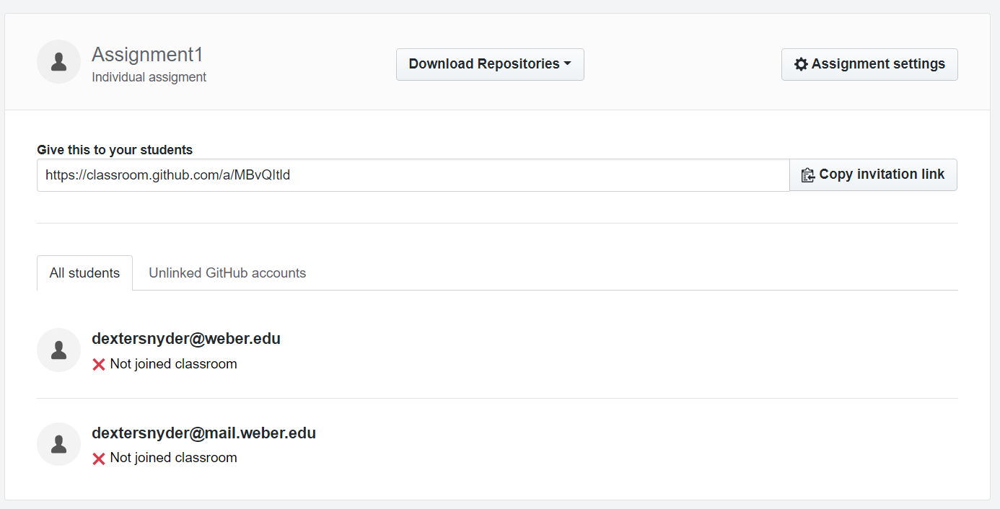 Assignment1
Individual assigment
Download Repositories
Assignment settings
Give this to your students
https://classroom.github.com/a/MBvQItld
Copy invitation link
All students
Unlinked GitHub accounts
dextersnyder@weber.edu
Not joined classroom
dextersnyder@mail.weber.edu
Not joined classroom